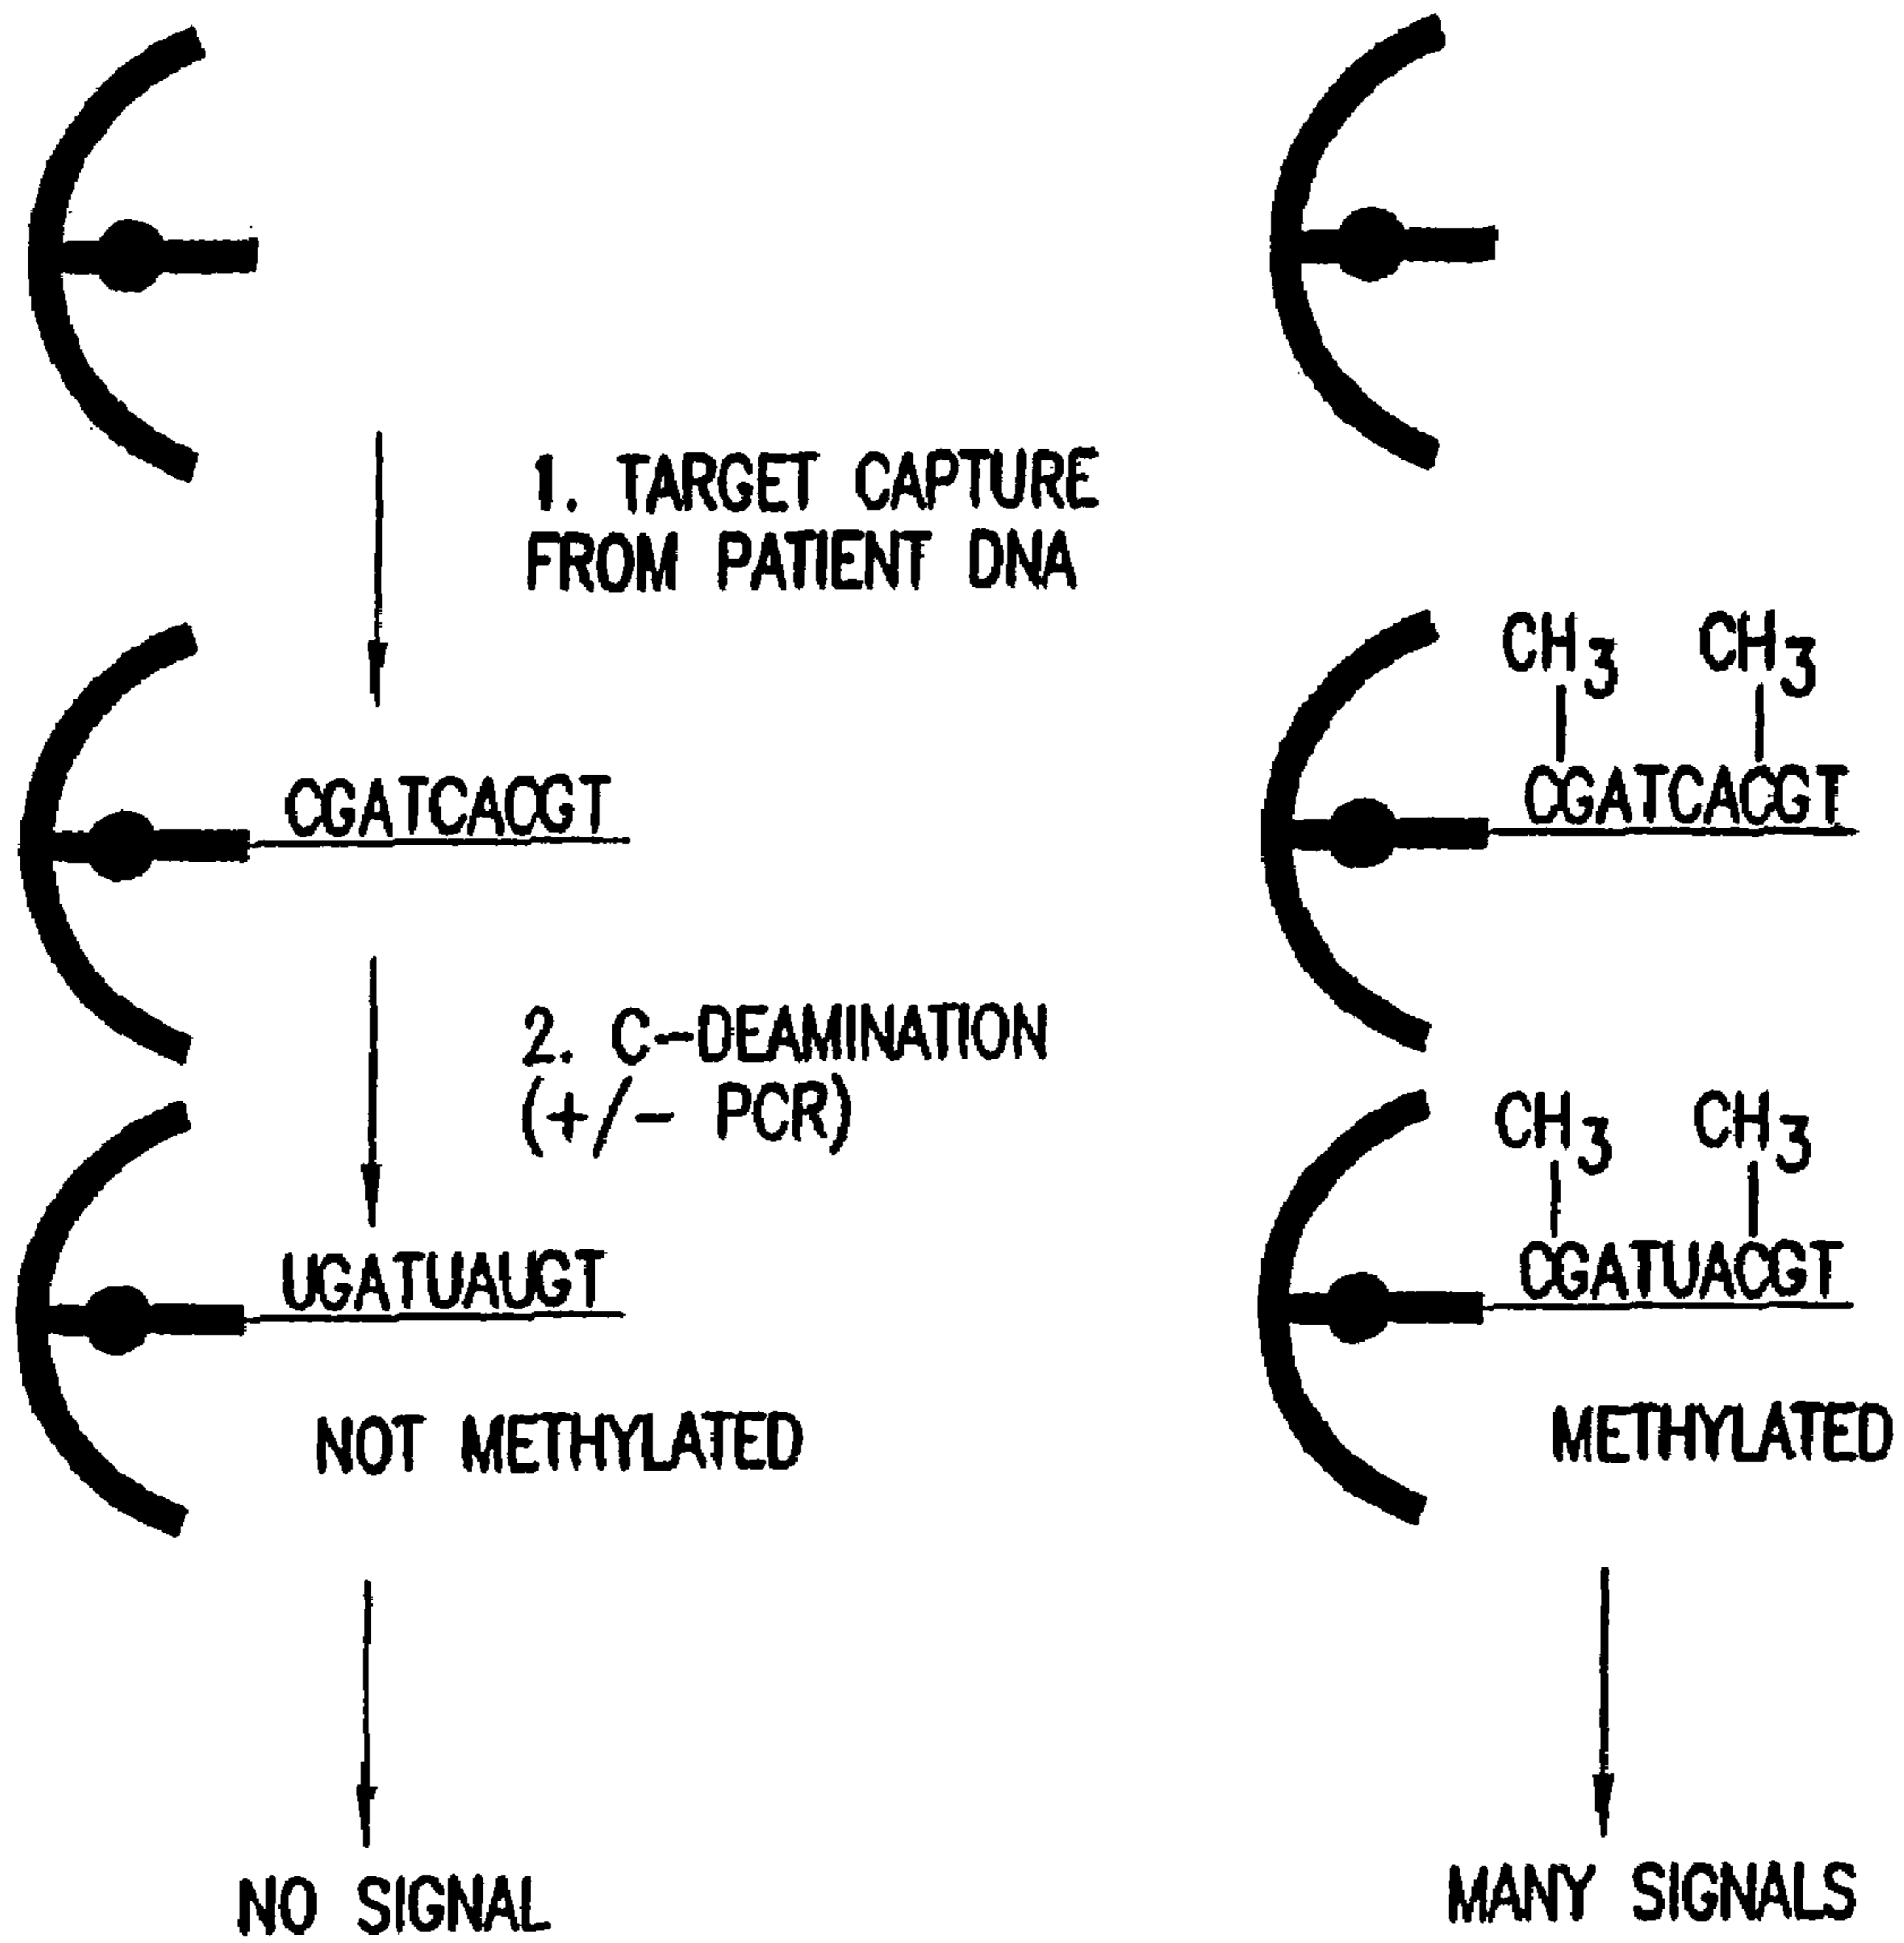 1. TARGET CAPTURE
FROM PATIENT DNA
CH3 CH3
CGATCACGT
CGATCACGT
2. C-DEAMINATION
(+/- PCR)
CH3 CH3
UGATUAUGT
CGATUACGT
NOT METHYLATED
METHYLATED
NO SIGNAL
MANY SIGNALS